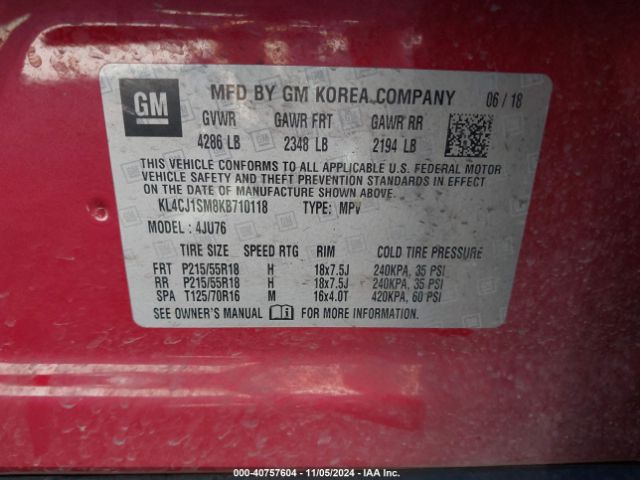 GM
MFD BY GM KOREA COMPANY 06 / 18
GVWR GAWR FRT GAWR RR
4286 LB 2348 LB 2194 LB
THIS VEHICLE CONFORMS TO ALL APPLICABLE U.S. FEDERAL MOTOR
VEHICLE SAFETY AND THEFT PREVENTION STANDARDS IN EFFECT
ON THE DATE OF MANUFACTURE SHOWN ABOVE.
KL4CJ1SM8KB710118 TYPE: MPV
MODEL : 4JU76
TIRE SIZE SPEED RTG RIM COLD TIRE PRESSURE
FRT P215/55R18 H 18x7.5J 240KPA, 35 PSI
RR P215/55R18 H 18x7.5J 240KPA, 35 PSI
SPA T125/70R16 M 16x4.0T 420KPA, 60 PSI
SEE OWNER'S MANUAL FOR MORE INFORMATION
000-40757604 - 11/05/2024 - IAA Inc.